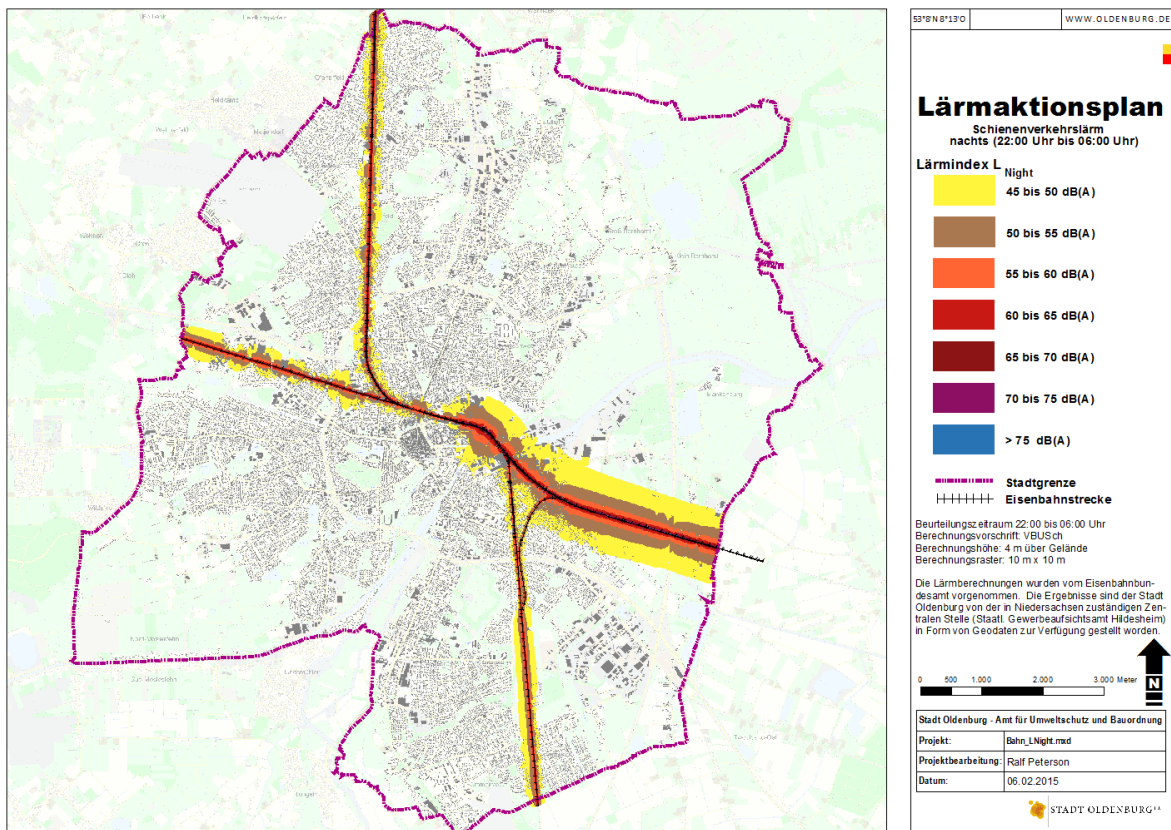 53°8'N 8°13'O
WWW.OLDENBURG.DE
Lärmaktionsplan
Schienenverkehrslärm
nachts (22:00 Uhr bis 06:00 Uhr)
Lärmindex L Night
45 bis 50 dB(A)
50 bis 55 dB(A)
55 bis 60 dB(A)
60 bis 65 dB(A)
65 bis 70 dB(A)
70 bis 75 dB(A)
> 75 dB(A)
Stadtgrenze
Eisenbahnstrecke
Beurteilungszeitraum 22:00 bis 06:00 Uhr
Berechnungsvorschrift: VBUSch
Berechnungshöhe: 4 m über Gelände
Berechnungsraster: 10 m x 10 m
Die Lärmberechnungen wurden vom Eisenbahnbun-
desamt vorgenommen. Die Ergebnisse sind der Stadt
Oldenburg von der in Niedersachsen zuständigen Zen-
tralen Stelle (Staatl. Gewerbeaufsichtsamt Hildesheim)
in Form von Geodaten zur Verfügung gestellt worden.
N
0 500 1.000 2.000 3.000 Meter
Stadt Oldenburg - Amt für Umweltschutz und Bauordnung
Projekt: Bahn_LNight.mxd
Projektbearbeitung: Ralf Peterson
Datum: 06.02.2015
STADT OLDENBURG